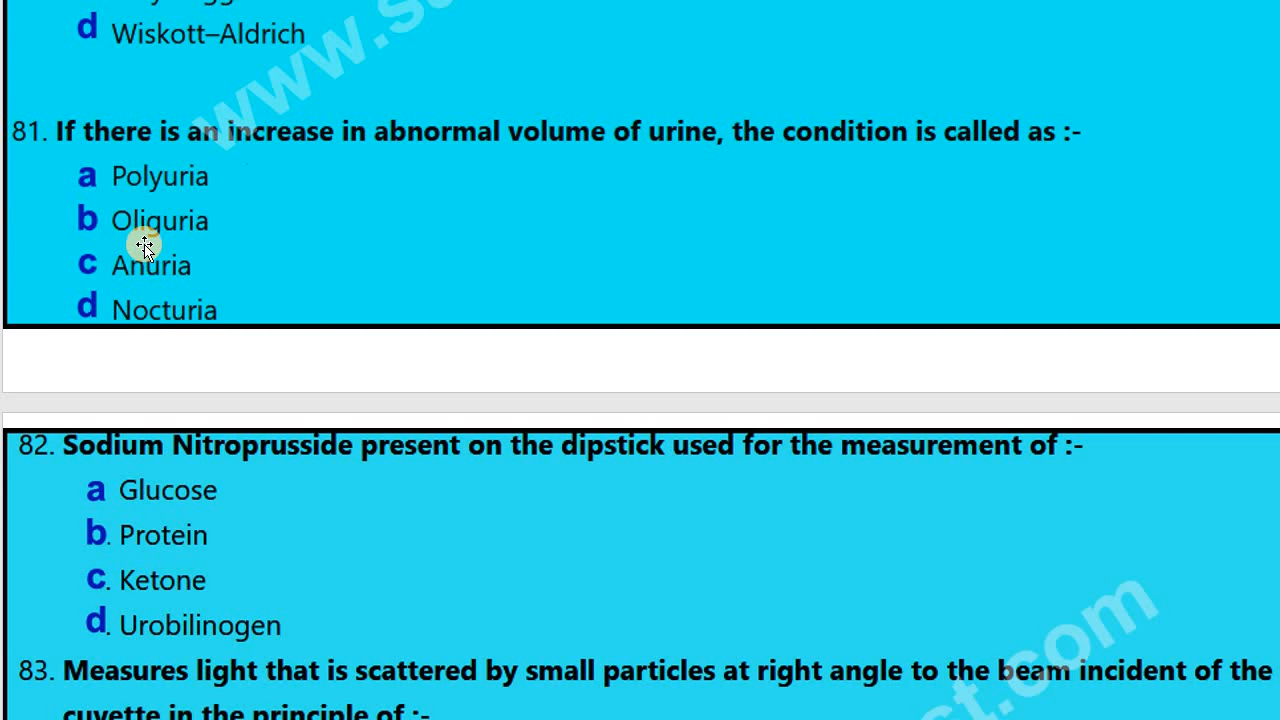 d Wiskott–Aldrich
www.s
81. If there is an increase in abnormal volume of urine, the condition is called as :-
a Polyuria
b Oliguria
c Anuria
d Nocturia
82. Sodium Nitroprusside present on the dipstick used for the measurement of :-
a Glucose
b. Protein
c. Ketone
d. Urobilinogen
83. Measures light that is scattered by small particles at right angle to the beam incident of the
cuvette in the principle of :-
st.com